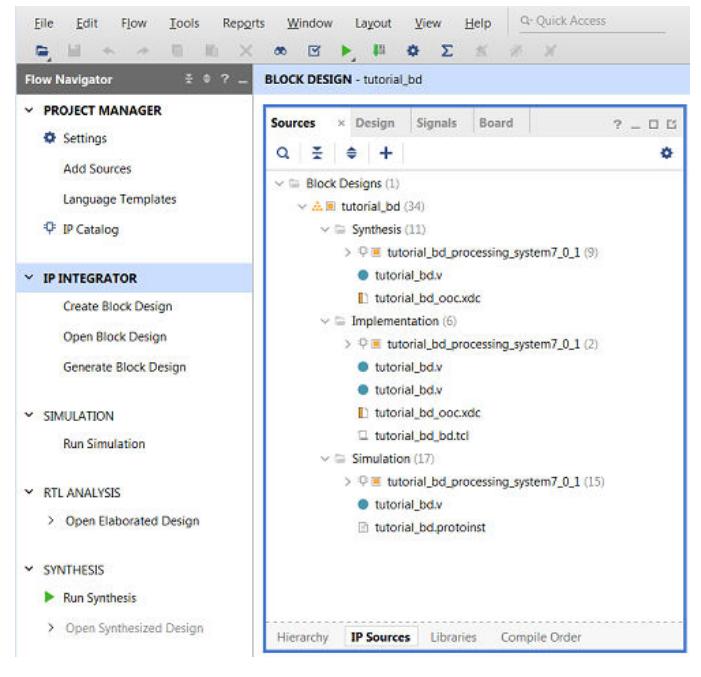 File Edit Flow Tools Reports Window Layout View Help Q- Quick Access
Flow Navigator ? _
BLOCK DESIGN - tutorial_bd
PROJECT MANAGER
Settings
Add Sources
Language Templates
IP Catalog
IP INTEGRATOR
Create Block Design
Open Block Design
Generate Block Design
SIMULATION
Run Simulation
RTL ANALYSIS
Open Elaborated Design
SYNTHESIS
Run Synthesis
Open Synthesized Design
Sources × Design Signals Board ? _
Block Designs (1)
tutorial_bd (34)
Synthesis (11)
tutorial_bd_processing_system7_0_1 (9)
tutorial_bd.v
tutorial_bd_ooc.xdc
Implementation (6)
tutorial_bd_processing_system7_0_1 (2)
tutorial_bd.v
tutorial_bd.v
tutorial_bd_ooc.xdc
tutorial_bd_bd.tcl
Simulation (17)
tutorial_bd_processing_system7_0_1 (15)
tutorial_bd.v
tutorial_bd.protoinst
Hierarchy IP Sources Libraries Compile Order